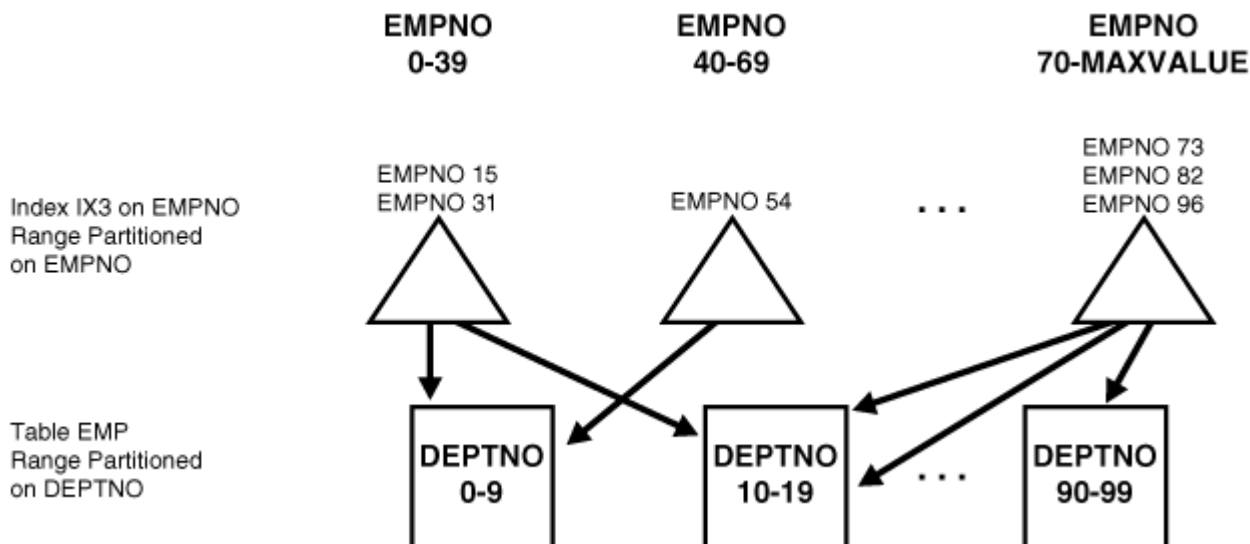 EMPNO
0-39
EMPNO
40-69
EMPNO
70-MAXVALUE
Index IX3 on EMPNO
Range Partitioned
on EMPNO
EMPNO 15
EMPNO 31
EMPNO 54
. . .
EMPNO 73
EMPNO 82
EMPNO 96
Table EMP
Range Partitioned
on DEPTNO
DEPTNO
0-9
DEPTNO
10-19
. . .
DEPTNO
90-99